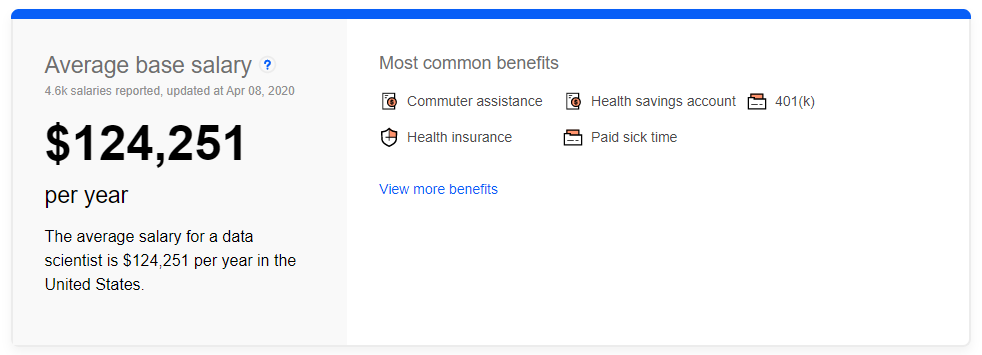 Average base salary ?
4.6k salaries reported, updated at Apr 08, 2020
$124,251
per year
The average salary for a data
scientist is $124,251 per year in the
United States.
Most common benefits
Commuter assistance Health savings account 401(k)
Health insurance Paid sick time
View more benefits